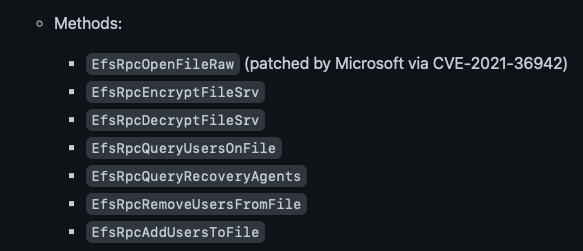 Methods:
EfsRpcOpenFileRaw (patched by Microsoft via CVE-2021-36942)
EfsRpcEncryptFileSrv
EfsRpcDecryptFileSrv
EfsRpcQueryUsersOnFile
EfsRpcQueryRecoveryAgents
EfsRpcRemoveUsersFromFile
EfsRpcAddUsersToFile